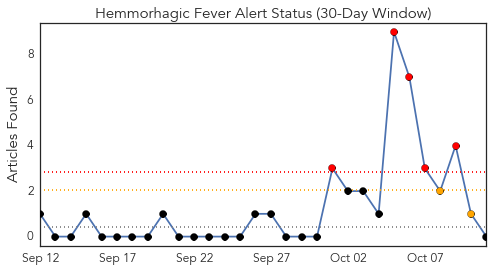 Hemmorhagic Fever Alert Status (30-Day Window)
Articles Found
8
6
4
2
0
Sep 12 Sep 17 Sep 22 Sep 27 Oct 02 Oct 07